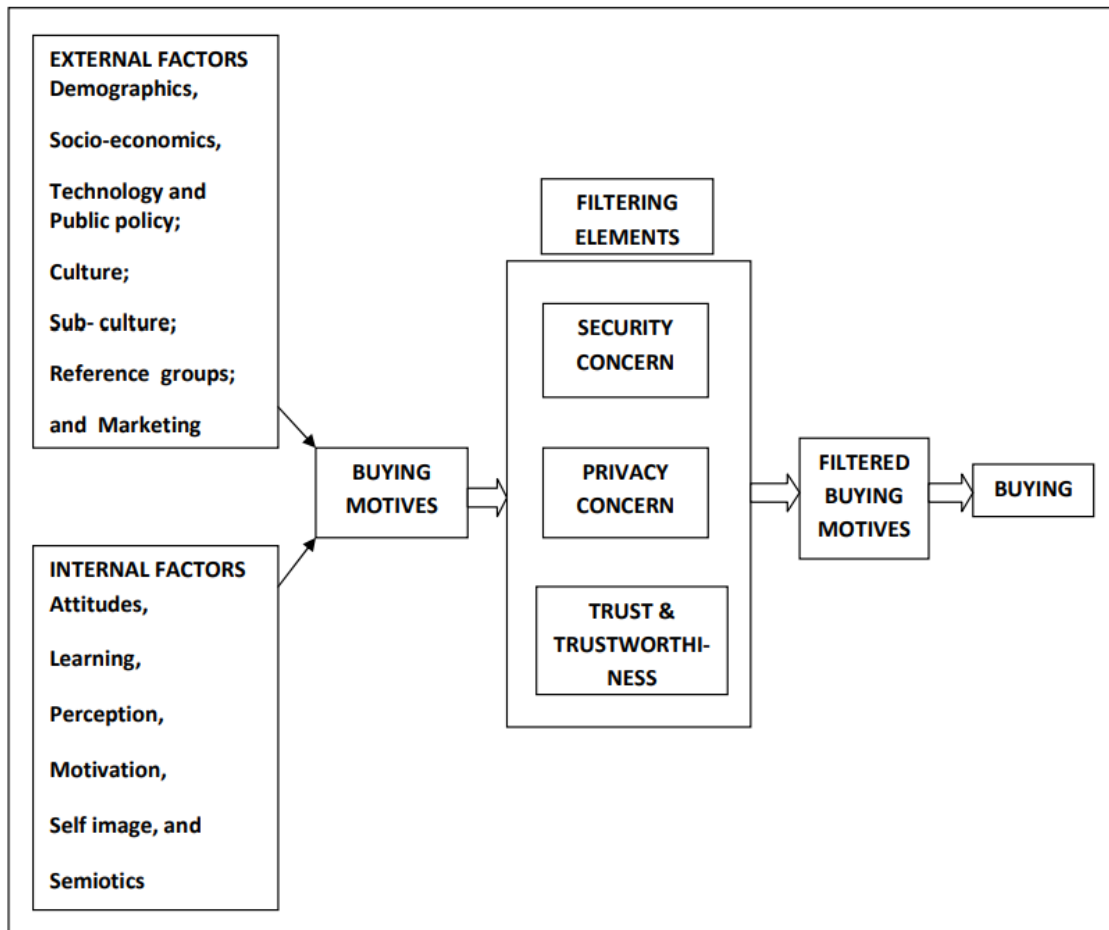 EXTERNAL FACTORS
Demographics,
Socio-economics,
Technology and
Public policy;
Culture;
Sub- culture;
Reference groups;
and Marketing
INTERNAL FACTORS
Attitudes,
Learning,
Perception,
Motivation,
Self image, and
Semiotics
BUYING
MOTIVES
FILTERING
ELEMENTS
SECURITY
CONCERN
PRIVACY
CONCERN
TRUST &
TRUSTWORTHI-
NESS
FILTERED
BUYING
MOTIVES
BUYING